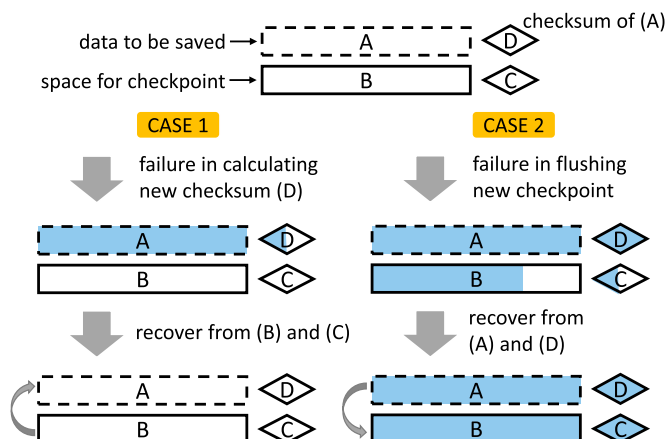 checksum of (A)
data to be saved
A
D
space for checkpoint
B
C
CASE 1
CASE 2
failure in calculating
new checksum (D)
failure in flushing
new checkpoint
A
D
A
D
B
C
B
C
recover from (B) and (C)
recover from
(A) and (D)
A
D
A
D
B
C
B
C